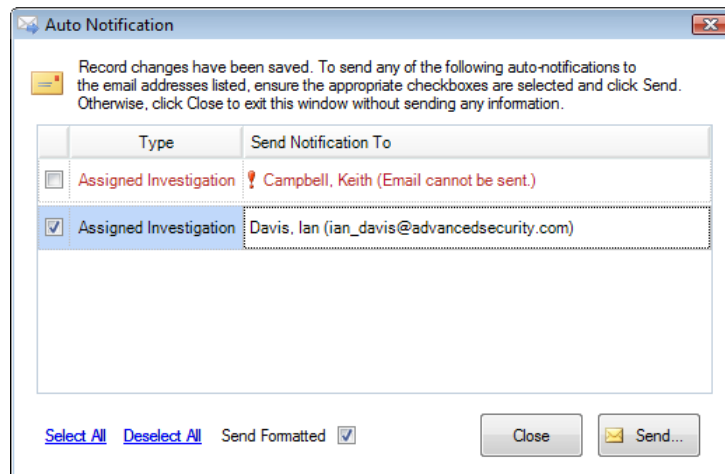 Auto Notification
Record changes have been saved. To send any of the following auto-notifications to
the email addresses listed, ensure the appropriate checkboxes are selected and click Send.
Otherwise, click Close to exit this window without sending any information.
Type Send Notification To
Assigned Investigation Campbell, Keith (Email cannot be sent.)
Assigned Investigation Davis, Ian (ian_davis@advancedsecurity.com)
Select All Deselect All Send Formatted Close Send...